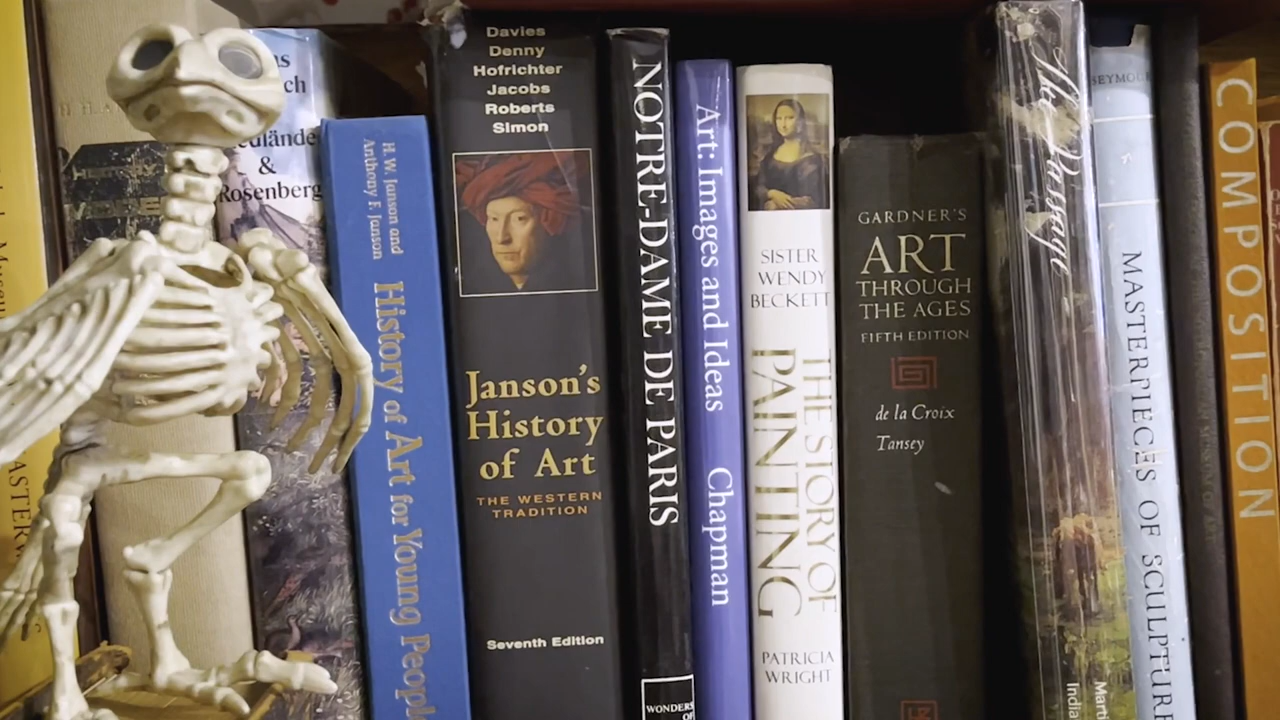 & 
Rosenberg
H. W. Janson and
Anthony F. Janson
History of Art for Young People
Davies
Denny
Hofrichter
Jacobs
Roberts
Simon
Janson's
History
of Art
THE WESTERN
TRADITION
Seventh Edition
NOTRE-DAME DE PARIS
WONDERS
OF
Art: Images and Ideas
Chapman
SISTER
WENDY
BECKETT
THE STORY OF
PAINTING
PATRICIA
WRIGHT
GARDNER'S
ART
THROUGH
THE AGES
FIFTH EDITION
de la Croix
Tansey
The Passage
SEYMOUR
MASTERPIECES OF SCULPTURE
COMPOSITION